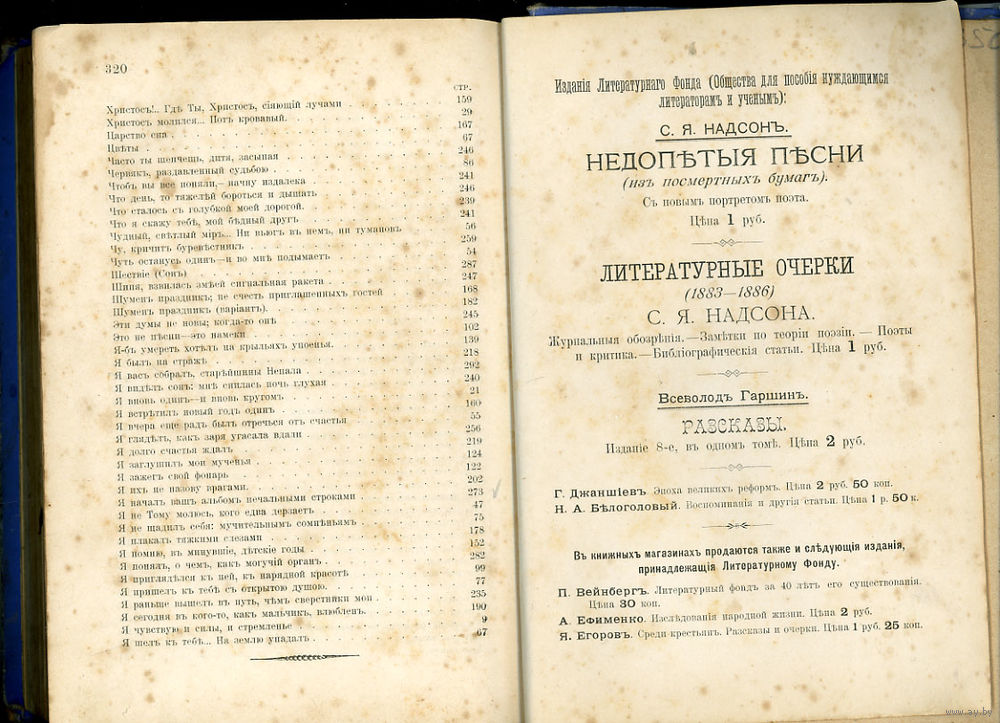 320
СТР.
Христосъ!.. Гдѣ Ты, Христосъ, сіяющій лучами . . . 159
Христосъ молился... Потъ кровавый. . . . 29
Царство сна . . . 167
Цвѣты . . . 67
Часто ты шепчешь, дитя, засыпая . . . 246
Червякъ, раздавленный судьбою . . . 86
Чтобъ вы все поняли,— начну издалека . . . 241
Что день, то тяжелѣй бороться и дышать . . . 246
Что сталось съ голубкой моей дорогой. . . . 239
Что я скажу тебѣ, мой бѣдный другъ . . . 241
Чудный, свѣтлый міръ... Ни вьюгъ въ немъ, ни тумановъ 56
Чу, кричитъ буревѣстникъ . . . 259
Чуть останусь одинъ—и во мнѣ подымаетъ . . . 54
Шествіе (Сонъ) . . . 287
Шипя, взвилась змѣей сигнальная ракета . . . 247
Шуменъ праздникъ; не счесть приглашенныхъ гостей . . . 168
Шуменъ праздникъ (варіантъ). . . . 182
Эти думы не новы; когда-то онѣ . . . 245
Это не пѣсни—это намеки . . . 102
Я-бъ умереть хотѣлъ на крыльяхъ упоенья. . . . 139
Я былъ на стражѣ . . . 218
Я васъ собралъ, старѣйшины Непала . . . 292
Я видѣлъ сонъ: мнѣ снилась ночь глухая . . . 240
Я вновь одинъ—и вновь кругомъ . . . 21
Я встрѣтилъ новый годъ одинъ . . . 160
Я вчера еще радъ былъ отречься отъ счастья . . . 55
Я глядѣлъ, какъ заря угасала вдали . . . 256
Я долго счастья ждалъ . . . 219
Я заглушилъ мои мученья . . . 124
Я зажегъ свой фонарь . . . 122
Я ихъ не назову врагами. . . . 202
Я началъ вашъ альбомъ печальными строками . . . 273
Я не Тому молюсь, кого едва дерзаетъ . . . 47
Я не щадилъ себя: мучительнымъ сомнѣньямъ . . . 75
Я плакалъ тяжкими слезами . . . 178
Я помню, въ минувшіе, дѣтскіе годы . . . 152
Я понялъ, о чемъ, какъ могучій органъ . . . 282
Я приглядѣлся къ ней, къ нарядной красотѣ . . . 99
Я пришелъ къ тебѣ съ открытою душою. . . . 77
Я раньше вышелъ въ путь, чѣмъ сверстники мои . . . 235
Я сегодня въ кого-то, какъ мальчикъ, влюбленъ. . . . 190
Я чувствую и силы, и стремленье . . . 9
Я шелъ къ тебѣ... На землю упадалъ . . . 67
Изданія Литературнаго Фонда (Общества для пособія нуждающимся
литераторамъ и ученымъ):
С. Я. НАДСОНЪ.
НЕДОПѢТЫЯ ПѢСНИ
(изъ посмертныхъ бумагъ).
Съ новымъ портретомъ поэта.
Цѣна 1 руб.
ЛИТЕРАТУРНЫЕ ОЧЕРКИ
(1883—1886)
С. Я. НАДСОНА.
Журнальныя обозрѣнія.—Замѣтки по теоріи поэзіи.— Поэты
и критика.—Библіографическія статьи. Цѣна 1 руб.
Всеволодъ Гаршинъ.
РАЗСКАЗЫ.
Изданіе 8-е, въ одномъ томѣ. Цѣна 2 руб.
Г. Джаншіевъ. Эпоха великихъ реформъ. Цѣна 2 руб. 50 коп.
Н. А. Бѣлоголовый. Воспоминанія и другія статьи. Цѣна 1 р. 50 к.
Въ книжныхъ магазинахъ продаются также и слѣдующія изданія,
принадлежащія Литературному Фонду.
П. Вейнбергъ. Литературный фондъ за 40 лѣтъ его существованія.
Цѣна 30 коп.
А. Ефименко. Изслѣдованія народной жизни. Цѣна 2 руб.
Я. Егоровъ. Среди крестьянъ. Разсказы и очерки. Цѣна 1 руб. 25 коп.
www.ay.by